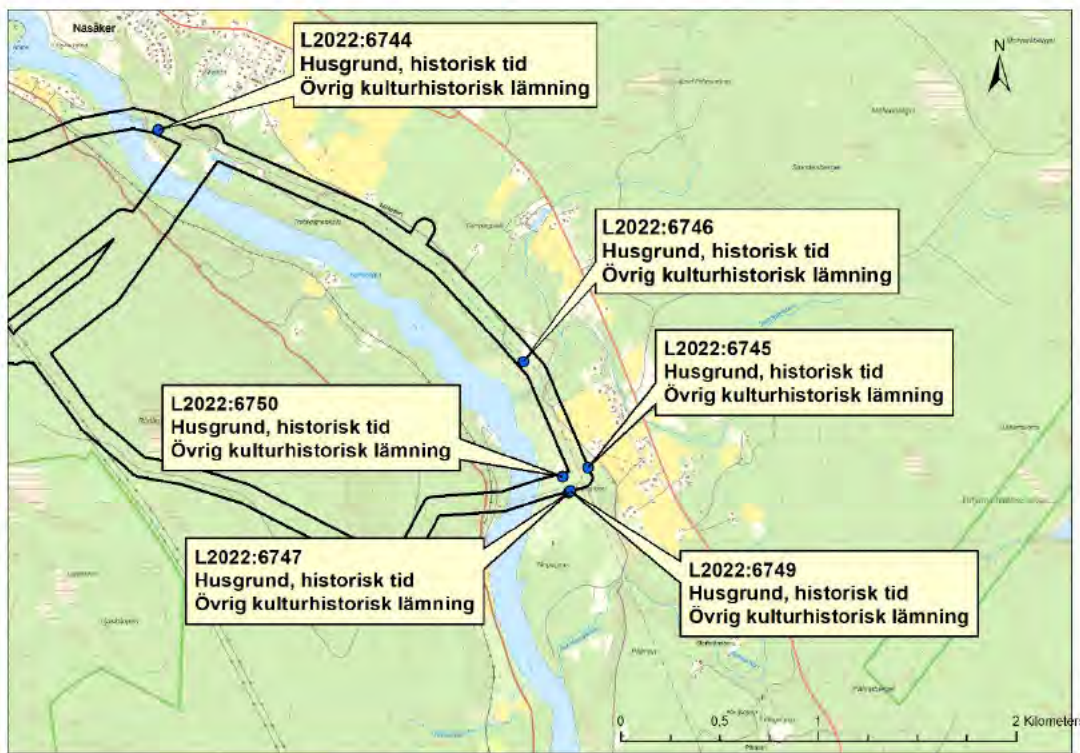 Näsåker
L2022:6744
Husgrund, historisk tid
Övrig kulturhistorisk lämning
N
L2022:6746
Husgrund, historisk tid
Övrig kulturhistorisk lämning
L2022:6745
Husgrund, historisk tid
Övrig kulturhistorisk lämning
L2022:6750
Husgrund, historisk tid
Övrig kulturhistorisk lämning
L2022:6747
Husgrund, historisk tid
Övrig kulturhistorisk lämning
L2022:6749
Husgrund, historisk tid
Övrig kulturhistorisk lämning
0 0,5 1 2 Kilometers